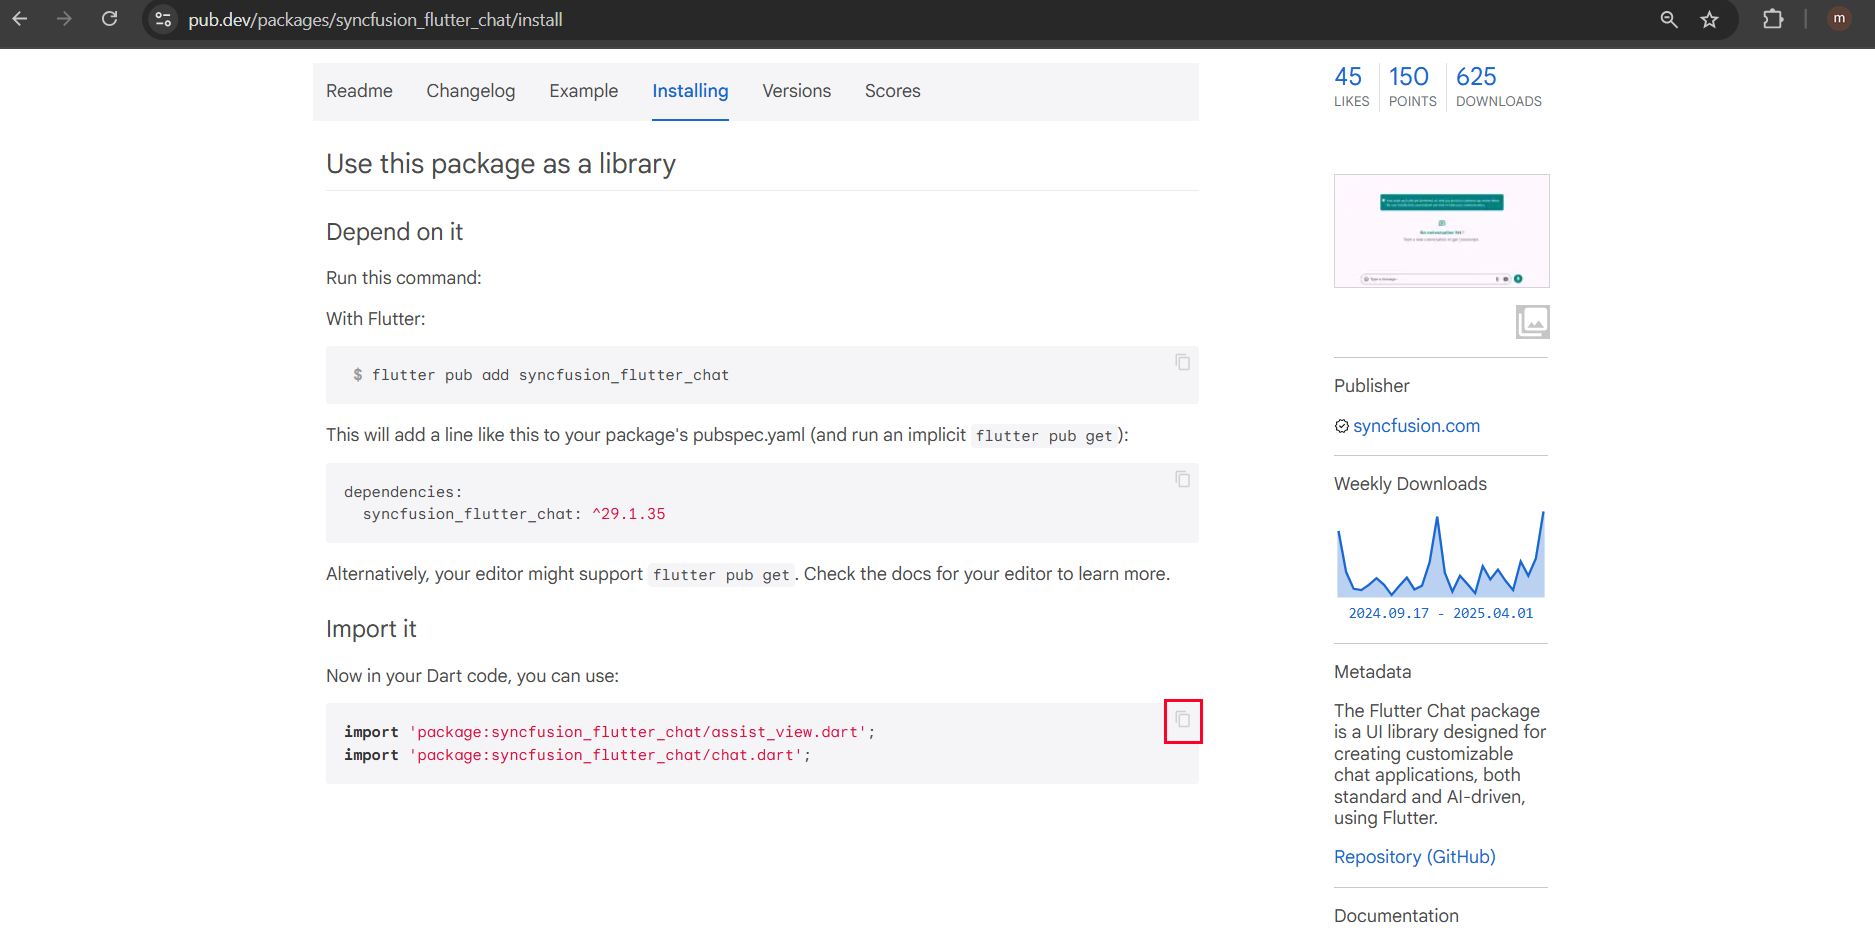 pub.dev/packages/syncfusion_flutter_chat/install
m
Readme Changelog Example Installing Versions Scores
Use this package as a library
Depend on it
Run this command:
With Flutter:
$ flutter pub add syncfusion_flutter_chat
This will add a line like this to your package's pubspec.yaml (and run an implicit flutter pub get ):
dependencies:
syncfusion_flutter_chat: ^29.1.35
Alternatively, your editor might support flutter pub get . Check the docs for your editor to learn more.
Import it
Now in your Dart code, you can use:
import 'package:syncfusion_flutter_chat/assist_view.dart';
import 'package:syncfusion_flutter_chat/chat.dart';
45 150 625
LIKES POINTS DOWNLOADS
Publisher
syncfusion.com
Weekly Downloads
2024.09.17 - 2025.04.01
Metadata
The Flutter Chat package
is a UI library designed for
creating customizable
chat applications, both
standard and AI-driven,
using Flutter.
Repository (GitHub)
Documentation